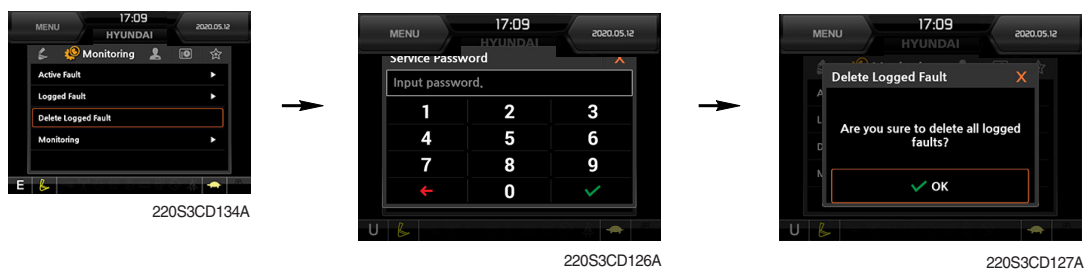 MENU
17:09
2020.05.12
HYUNDAI
Monitoring
Active Fault
Logged Fault
Delete Logged Fault
Monitoring
E
220S3CD134A
MENU
17:09
2020.05.12
HYUNDAI
Service Password
X
Input password.
1 2 3
4 5 6
7 8 9
0
U
220S3CD126A
MENU
17:09
2020.05.12
HYUNDAI
Delete Logged Fault
X
A
L
D
M
Are you sure to delete all logged
faults?
OK
U
220S3CD127A